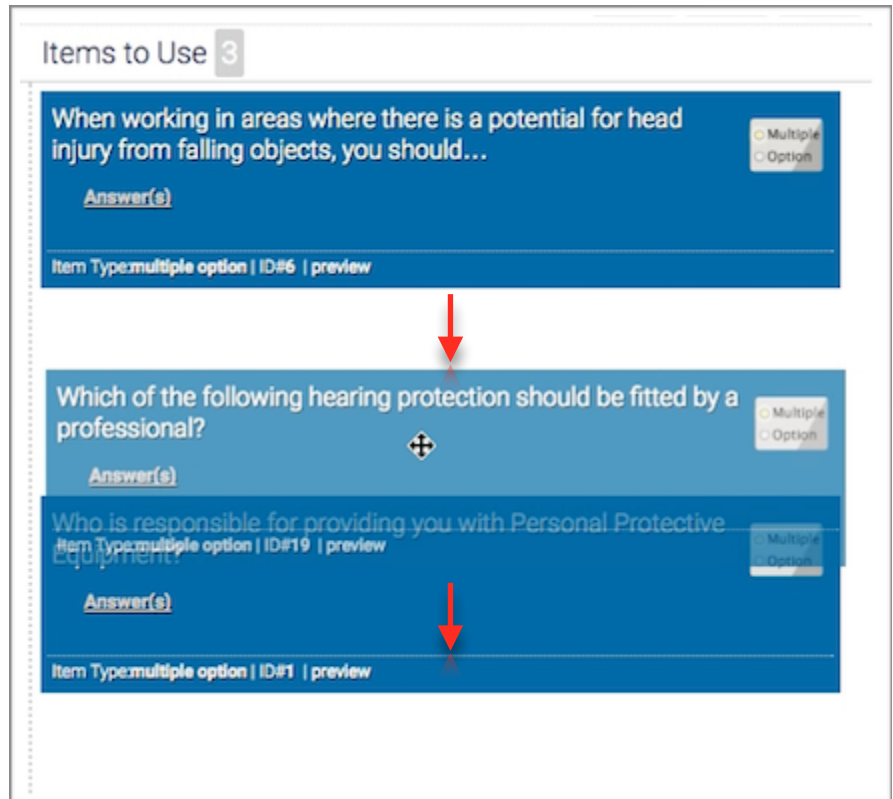 Items to Use 3
When working in areas where there is a potential for head
injury from falling objects, you should...
Multiple
Option
Answer(s)
Item Type:multiple option | ID#6 | preview
Which of the following hearing protection should be fitted by a
professional?
Multiple
Option
Answer(s)
Who is responsible for providing you with Personal Protective
Item Type:multiple option | ID#19 | preview
Equipment?
Multiple
Option
Answer(s)
Item Type:multiple option | ID#1 | preview